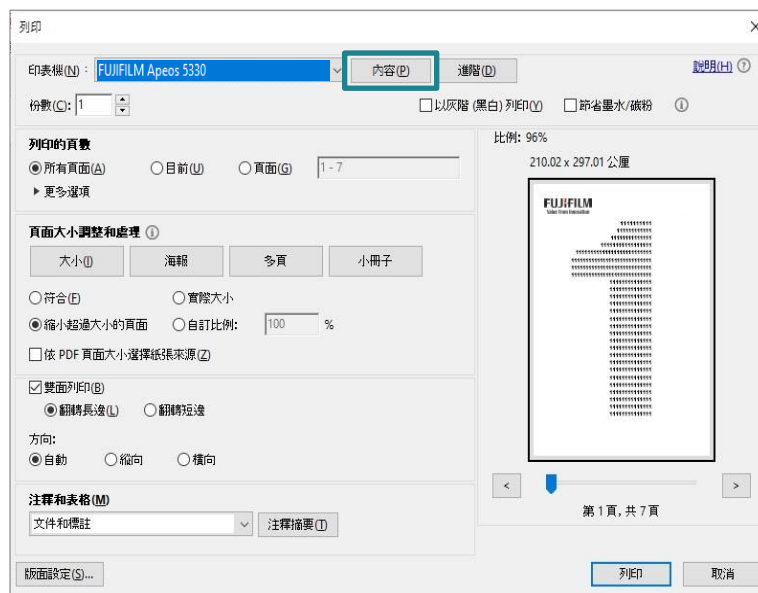 列印
印表機(N)： FUJIFILM Apeos 5330 內容(P) 進階(D) 說明(H)
份數(C): 1 以灰階 (黑白) 列印(Y) 節省墨水/碳粉
列印的頁數
所有頁面(A) 目前(U) 頁面(G) 1 - 7
更多選項
頁面大小調整和處理
大小(I) 海報 多頁 小冊子
符合(F) 實際大小
縮小超過大小的頁面 自訂比例: 100 %
依 PDF 頁面大小選擇紙張來源(Z)
雙面列印(B)
翻轉長邊(L) 翻轉短邊
方向:
自動 縱向 橫向
注釋和表格(M)
文件和標註 注釋摘要(T)
比例: 96%
210.02 x 297.01 公厘
FUJIFILM
Value from Innovation
< >
第 1 頁, 共 7 頁
版面設定(S)... 列印 取消